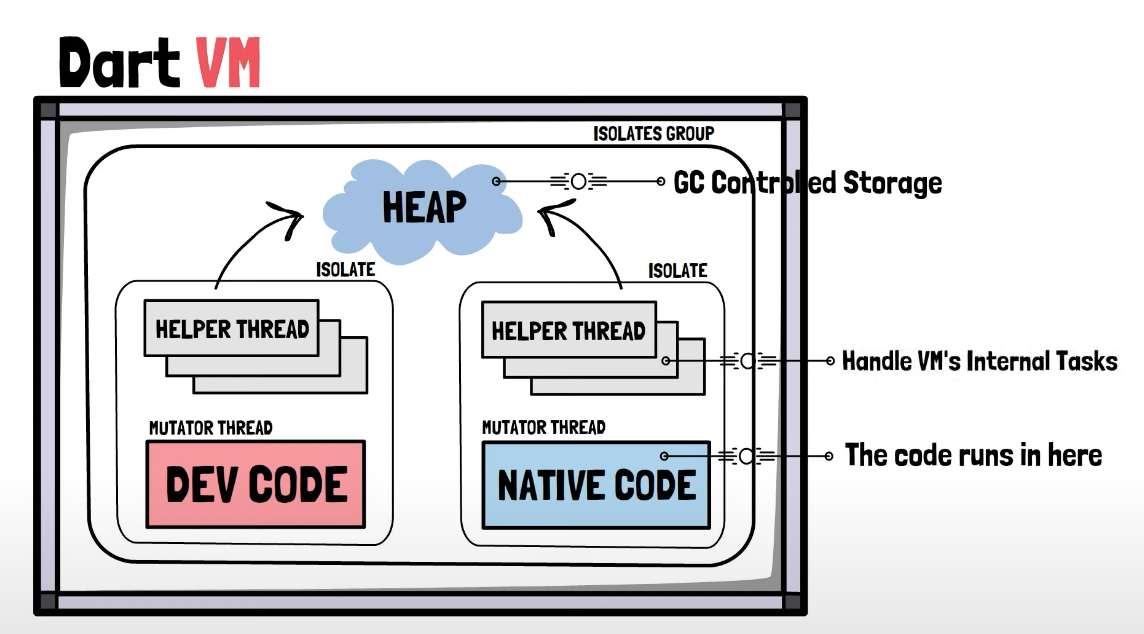 Dart VM
ISOLATES GROUP
HEAP
GC Controlled Storage
ISOLATE
ISOLATE
HELPER THREAD
HELPER THREAD
Handle VM's Internal Tasks
MUTATOR THREAD
MUTATOR THREAD
DEV CODE
NATIVE CODE
The code runs in here